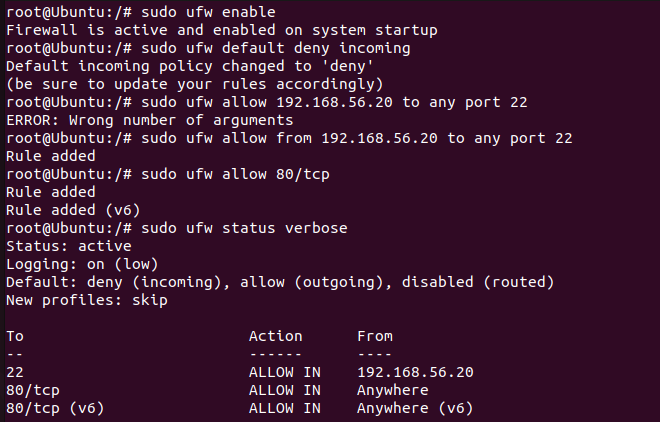 root@Ubuntu:/# sudo ufw enable
Firewall is active and enabled on system startup
root@Ubuntu:/# sudo ufw default deny incoming
Default incoming policy changed to 'deny'
(be sure to update your rules accordingly)
root@Ubuntu:/# sudo ufw allow 192.168.56.20 to any port 22
ERROR: Wrong number of arguments
root@Ubuntu:/# sudo ufw allow from 192.168.56.20 to any port 22
Rule added
root@Ubuntu:/# sudo ufw allow 80/tcp
Rule added
Rule added (v6)
root@Ubuntu:/# sudo ufw status verbose
Status: active
Logging: on (low)
Default: deny (incoming), allow (outgoing), disabled (routed)
New profiles: skip

To                         Action      From
--                         ------      ----
22                         ALLOW IN    192.168.56.20
80/tcp                     ALLOW IN    Anywhere
80/tcp (v6)                ALLOW IN    Anywhere (v6)